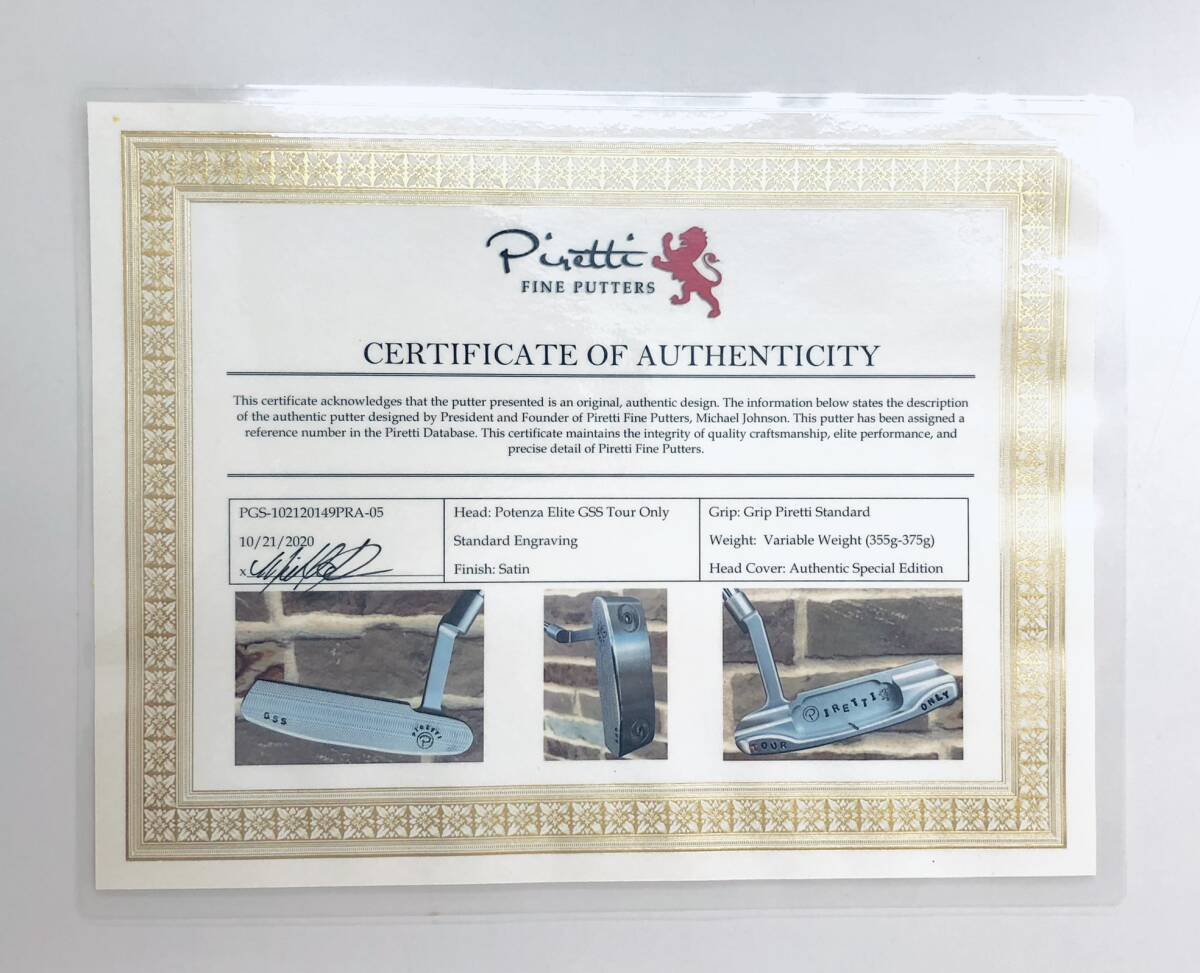 Piretti
FINE PUTTERS
CERTIFICATE OF AUTHENTICITY
This certificate acknowledges that the putter presented is an original, authentic design. The information below states the description
of the authentic putter designed by President and Founder of Piretti Fine Putters, Michael Johnson. This putter has been assigned a
reference number in the Piretti Database. This certificate maintains the integrity of quality craftsmanship, elite performance, and
precise detail of Piretti Fine Putters.
PGS-102120149PRA-05
10/21/2020
x
Head: Potenza Elite GSS Tour Only
Standard Engraving
Finish: Satin
Grip: Grip Piretti Standard
Weight: Variable Weight (355g-375g)
Head Cover: Authentic Special Edition
GSS
PIRETTI
P
P IRETTI
TOUR
ONLY